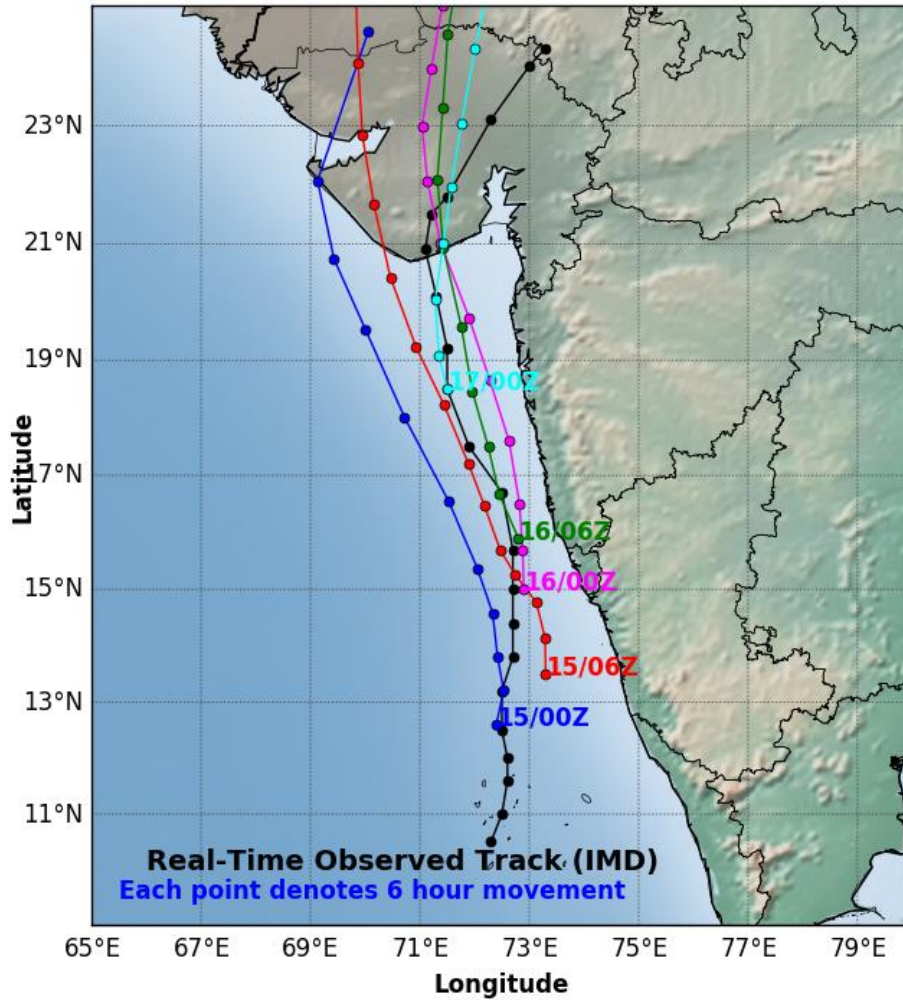 23°N
21°N
19°N
17°N
15°N
13°N
11°N
Latitude
17/00Z
16/06Z
16/00Z
15/06Z
15/00Z
Real-Time Observed Track (IMD)
Each point denotes 6 hour movement
65°E 67°E 69°E 71°E 73°E 75°E 77°E 79°E
Longitude